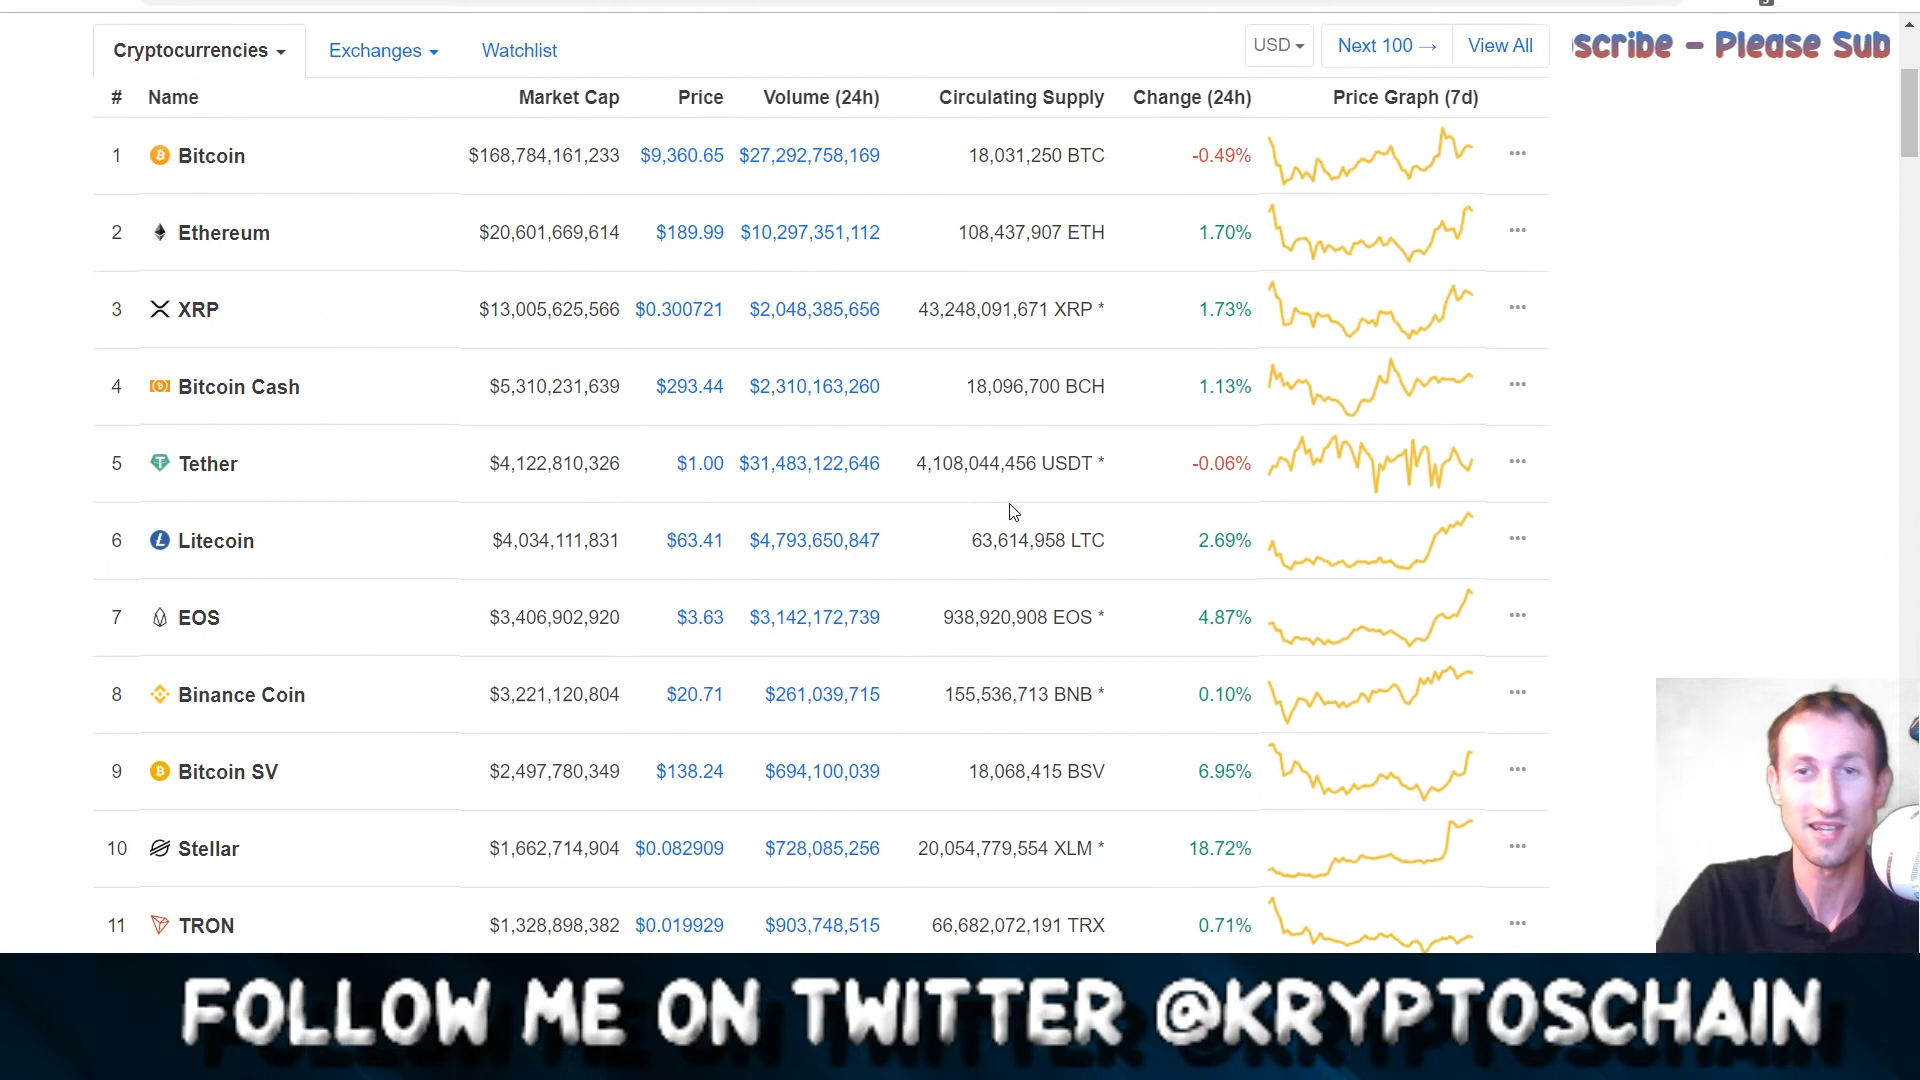 Cryptocurrencies Exchanges Watchlist USD Next 100 → View All scribe - Please Sub
# Name Market Cap Price Volume (24h) Circulating Supply Change (24h) Price Graph (7d)
1 Bitcoin $168,784,161,233 $9,360.65 $27,292,758,169 18,031,250 BTC -0.49%
2 Ethereum $20,601,669,614 $189.99 $10,297,351,112 108,437,907 ETH 1.70%
3 XRP $13,005,625,566 $0.300721 $2,048,385,656 43,248,091,671 XRP * 1.73%
4 Bitcoin Cash $5,310,231,639 $293.44 $2,310,163,260 18,096,700 BCH 1.13%
5 Tether $4,122,810,326 $1.00 $31,483,122,646 4,108,044,456 USDT * -0.06%
6 Litecoin $4,034,111,831 $63.41 $4,793,650,847 63,614,958 LTC 2.69%
7 EOS $3,406,902,920 $3.63 $3,142,172,739 938,920,908 EOS * 4.87%
8 Binance Coin $3,221,120,804 $20.71 $261,039,715 155,536,713 BNB * 0.10%
9 Bitcoin SV $2,497,780,349 $138.24 $694,100,039 18,068,415 BSV 6.95%
10 Stellar $1,662,714,904 $0.082909 $728,085,256 20,054,779,554 XLM * 18.72%
11 TRON $1,328,898,382 $0.019929 $903,748,515 66,682,072,191 TRX 0.71%
FOLLOW ME ON TWITTER @KRYPTOSCHAIN